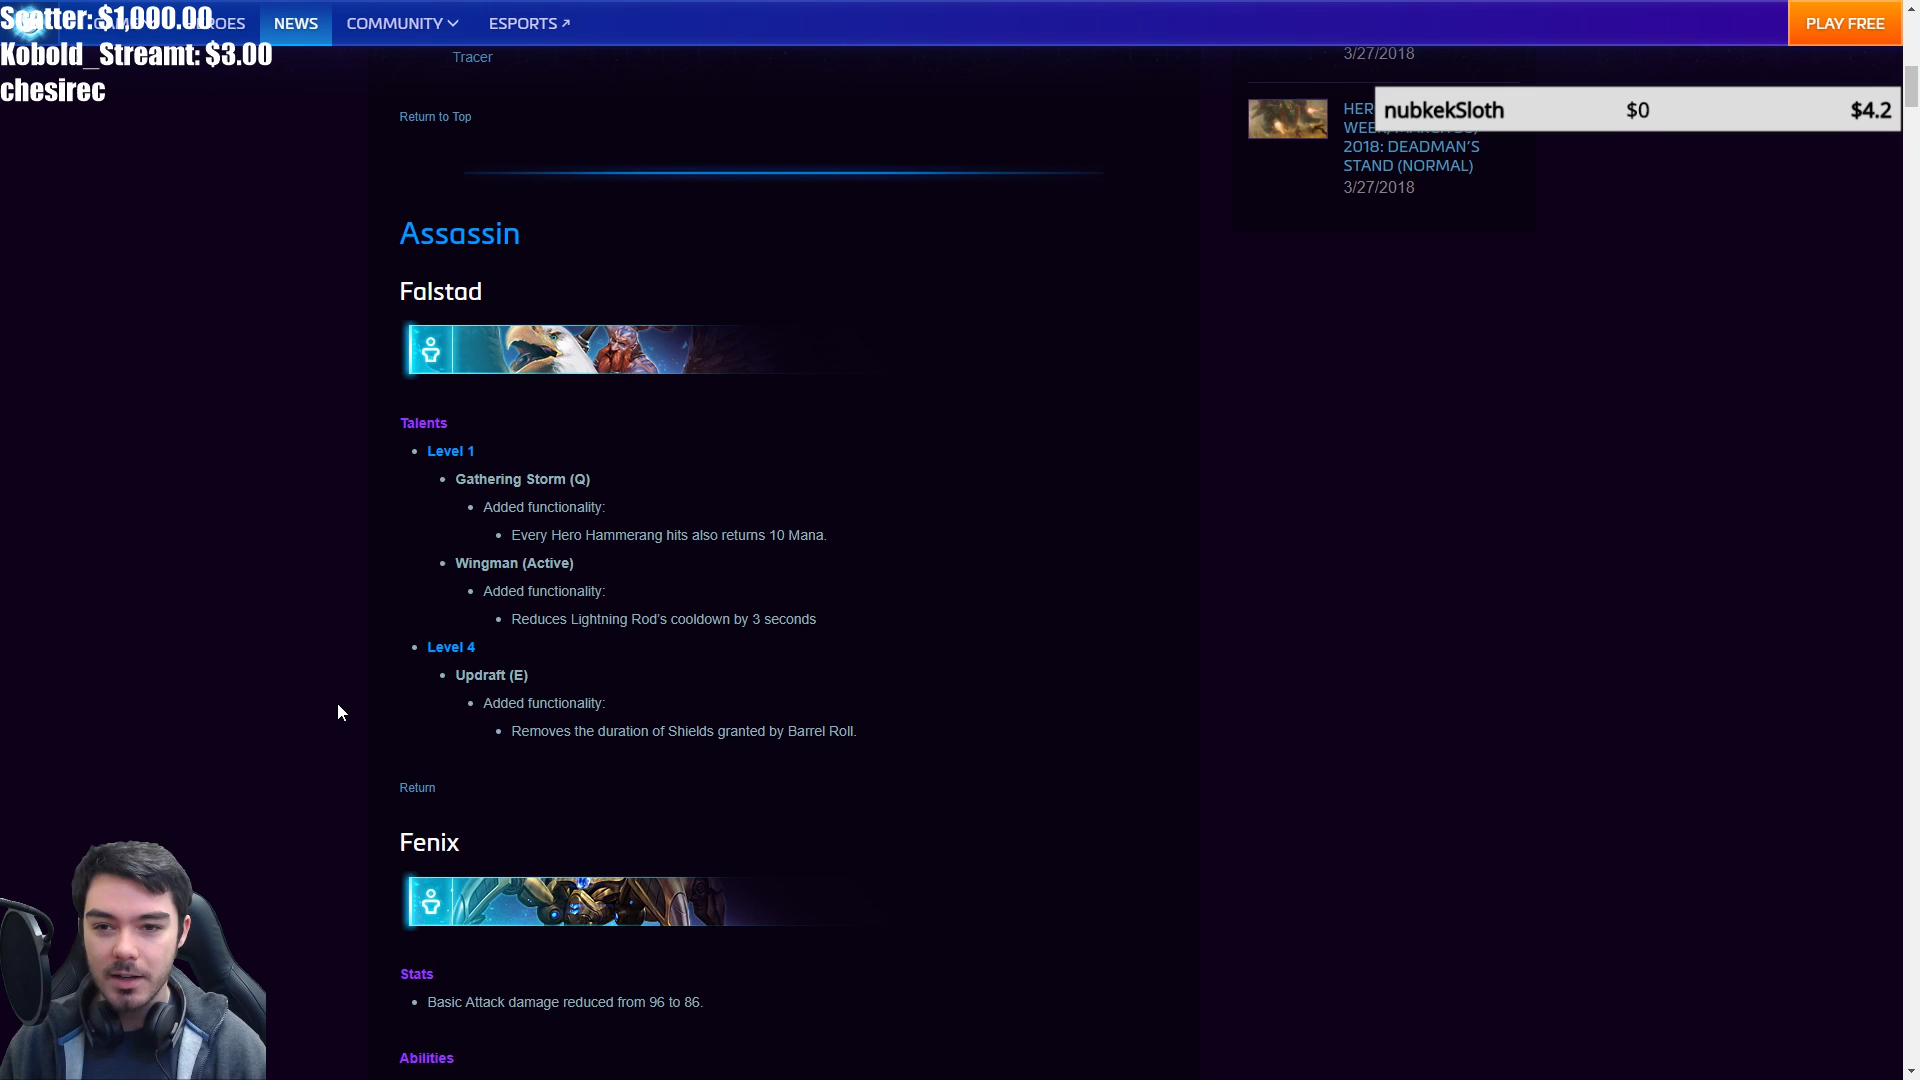 Scotter: $1,000.00
NEWS
COMMUNITY
ESPORTS
PLAY FREE
Kobold_Streamt: $3.00
chesirec
Tracer
3/27/2018
nubkekSloth $0 $4.2
2018: DEADMAN'S
STAND (NORMAL)
3/27/2018
Return to Top
Assassin
Falstad
Talents
Level 1
Gathering Storm (Q)
Added functionality:
Every Hero Hammerang hits also returns 10 Mana.
Wingman (Active)
Added functionality:
Reduces Lightning Rod's cooldown by 3 seconds
Level 4
Updraft (E)
Added functionality:
Removes the duration of Shields granted by Barrel Roll.
Return
Fenix
Stats
Basic Attack damage reduced from 96 to 86.
Abilities